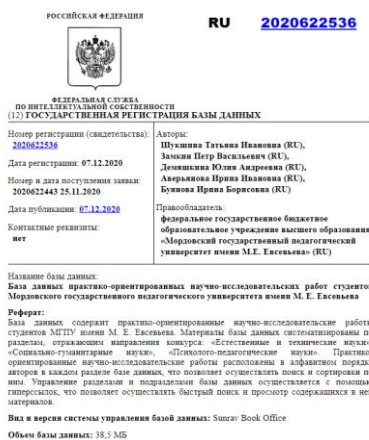 РОССИЙСКАЯ ФЕДЕРАЦИЯ
RU 2020622536
ФЕДЕРАЛЬНАЯ СЛУЖБА
ПО ИНТЕЛЛЕКТУАЛЬНОЙ СОБСТВЕННОСТИ
(12) ГОСУДАРСТВЕННАЯ РЕГИСТРАЦИЯ БАЗЫ ДАННЫХ
Номер регистрации (свидетельства):
2020622536
Дата регистрации: 07.12.2020
Номер и дата поступления заявки:
2020622443 25.11.2020
Дата публикации: 07.12.2020
Контактные реквизиты:
нет
Авторы:
Шукшина Татьяна Ивановна (RU),
Замкин Петр Васильевич (RU),
Демяшкина Юлия Андреевна (RU),
Аверьянова Ирина Ивановна (RU),
Буянова Ирина Борисовна (RU)
Правообладатель:
федеральное государственное бюджетное
образовательное учреждение высшего образования
«Мордовский государственный педагогический
университет имени М.Е. Евсевьева» (RU)
Название базы данных:
База данных практико-ориентированных научно-исследовательских работ студенто
Мордовского государственного педагогического университета имени М. Е. Евсевьева
Реферат:
База данных содержит практико-ориентированные научно-исследовательские работы
студентов МГПУ имени М. Е. Евсевьева. Материалы базы данных систематизированы п
разделам, отражающим направления конкурса: «Естественные и технические науки»
«Социально-гуманитарные науки», «Психолого-педагогические науки». Практико
ориентированные научно-исследовательские работы расположены в алфавитном порядк
авторов в каждом разделе базе данных, что позволяет осуществлять поиск и сортировки п
ним. Управление разделами и подразделами базы данных осуществляется с помощь
гиперссылок, что позволяет осуществлять быстрый поиск и просмотр содержащихся в не
материалов.
Вид и версия системы управления базой данных: Sunrav Book Office
Объем базы данных: 38,5 МБ